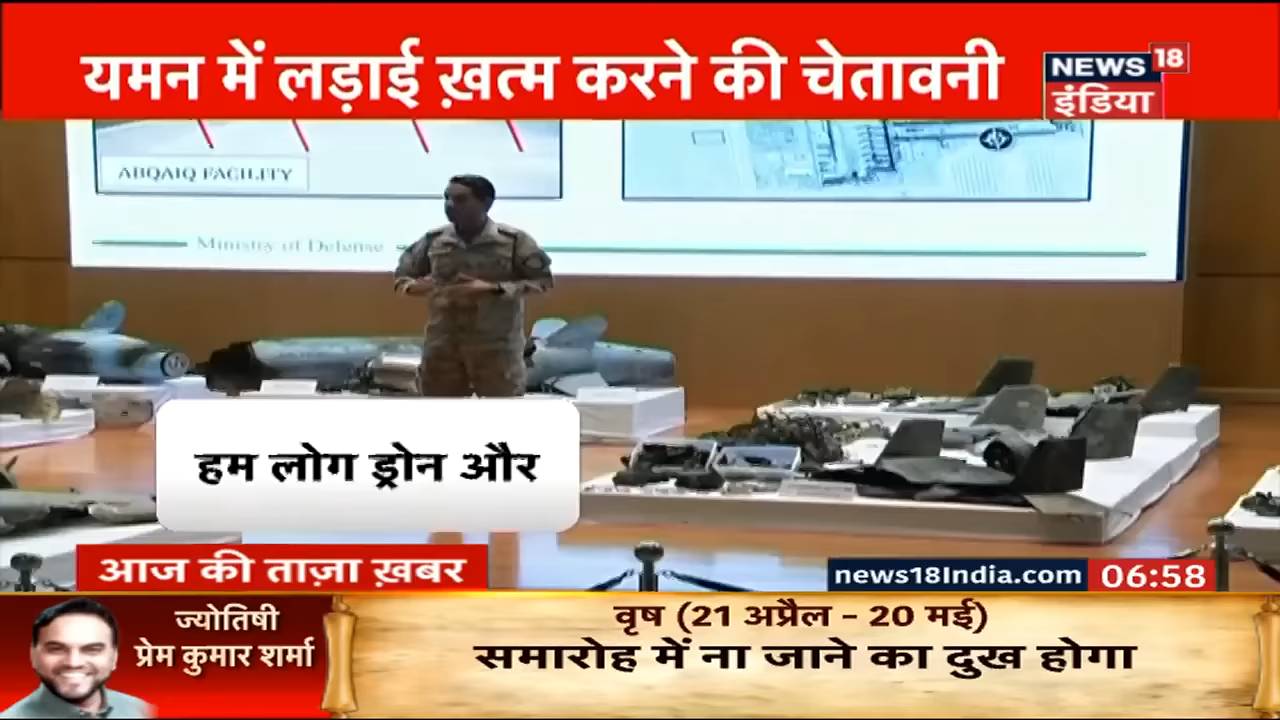 यमन में लड़ाई ख़त्म करने की चेतावनी
NEWS 18
इंडिया
ABQAIQ FACILITY
Ministry of Defense
हम लोग ड्रोन और
आज की ताज़ा ख़बर
news18India.com 06:58
ज्योतिषी
प्रेम कुमार शर्मा
वृष (21 अप्रैल - 20 मई)
समारोह में ना जाने का दुख होगा